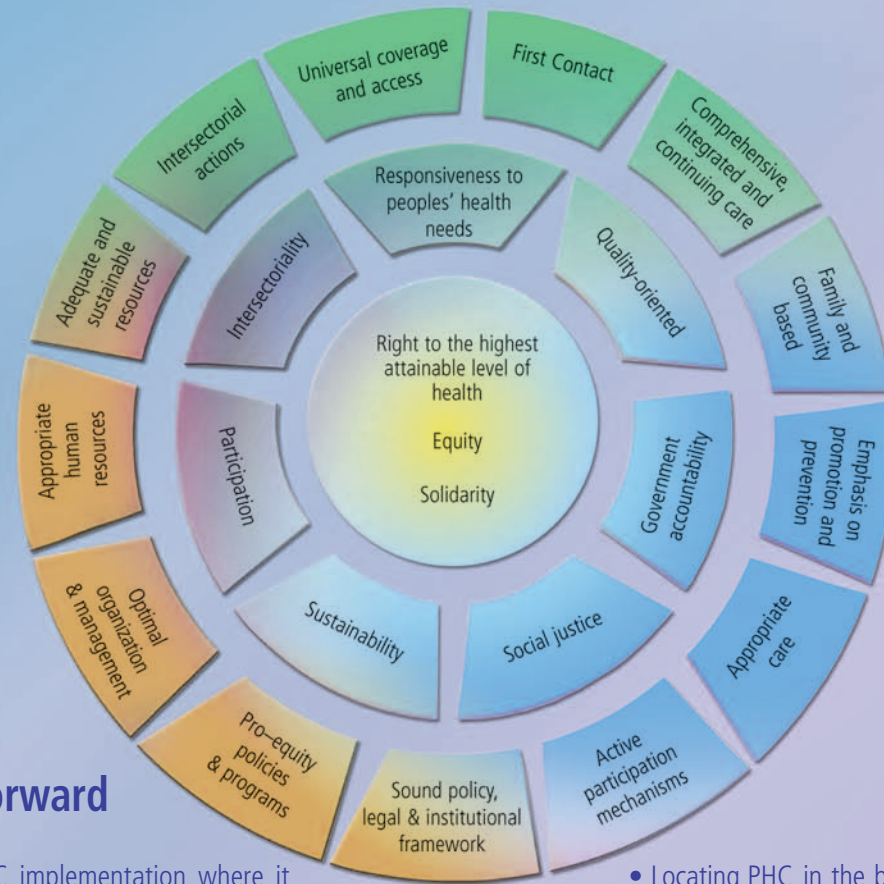 Universal coverage
and access
First Contact
Comprehensive,
integrated and
continuing care
Family and
community
based
Emphasis on
promotion and
prevention
Appropriate
care
Active
participation
mechanisms
Sound policy,
legal & institutional
framework
Pro–equity
policies
& programs
Optimal
organization
& management
Appropriate
human
resources
Adequate and
sustainable
resources
Intersectorial
actions
Responsiveness to
peoples' health
needs
Quality-oriented
Government
accountability
Social justice
Sustainability
Participation
Intersectoriality
Right to the highest
attainable level of
health
Equity
Solidarity
orward
C implementation where it
• Locating PHC in the b